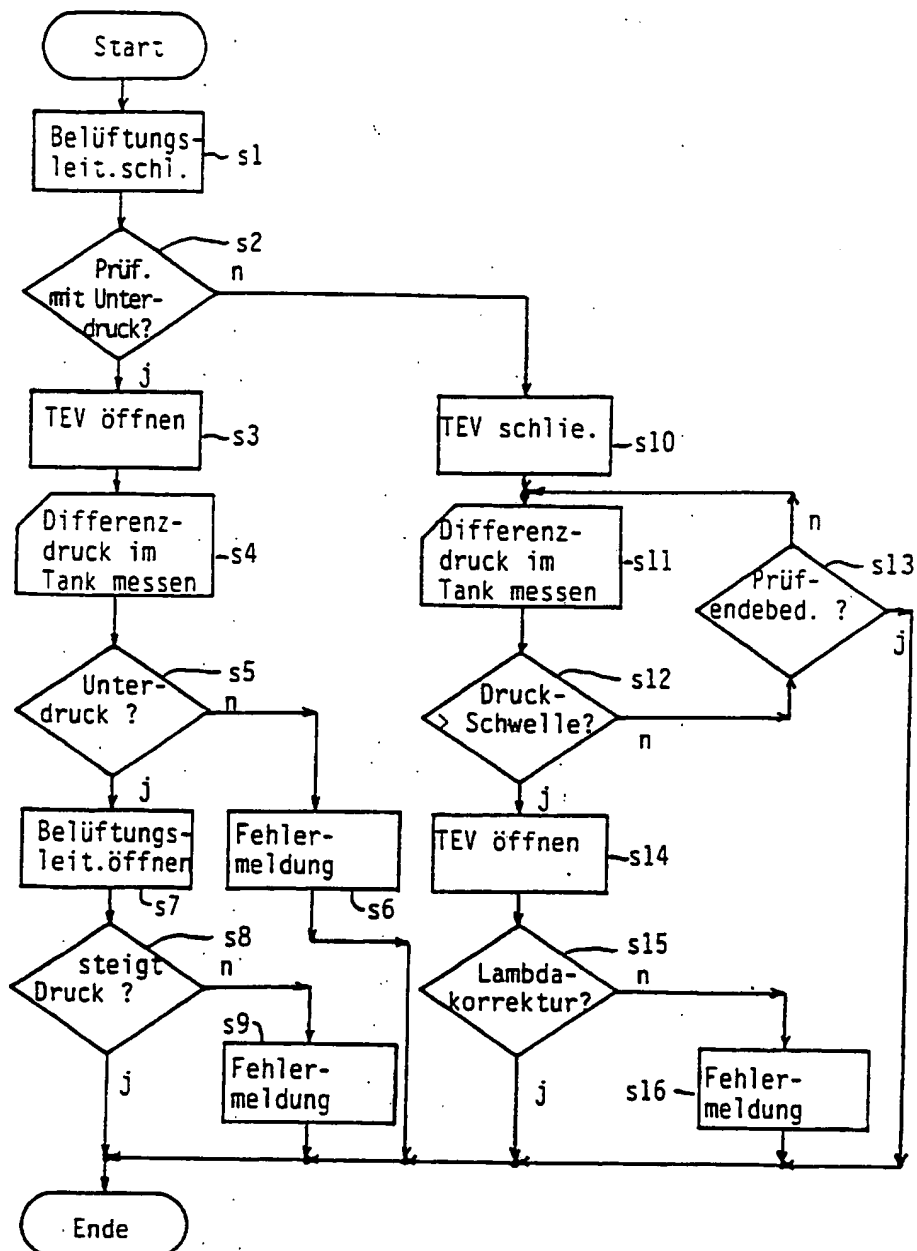 Start
Belüftungs-
leit.schl.
s1
s2
Prüf.
mit Unter-
druck?
n
j
TEV öffnen
s3
TEV schlie.
s10
Differenz-
druck im
Tank messen
s4
Differenz-
druck im
Tank messen
s11
n
s13
Prüf-
endebed. ?
j
s5
Unter-
druck ?
n
j
s12
Druck-
> Schwelle?
n
j
Belüftungs-
leit.öffnen
s7
Fehler-
meldung
s6
TEV öffnen
s14
s8
steigt
Druck ?
n
j
s15
Lambda-
korrektur?
n
j
s9
Fehler-
meldung
s16
Fehler-
meldung
Ende